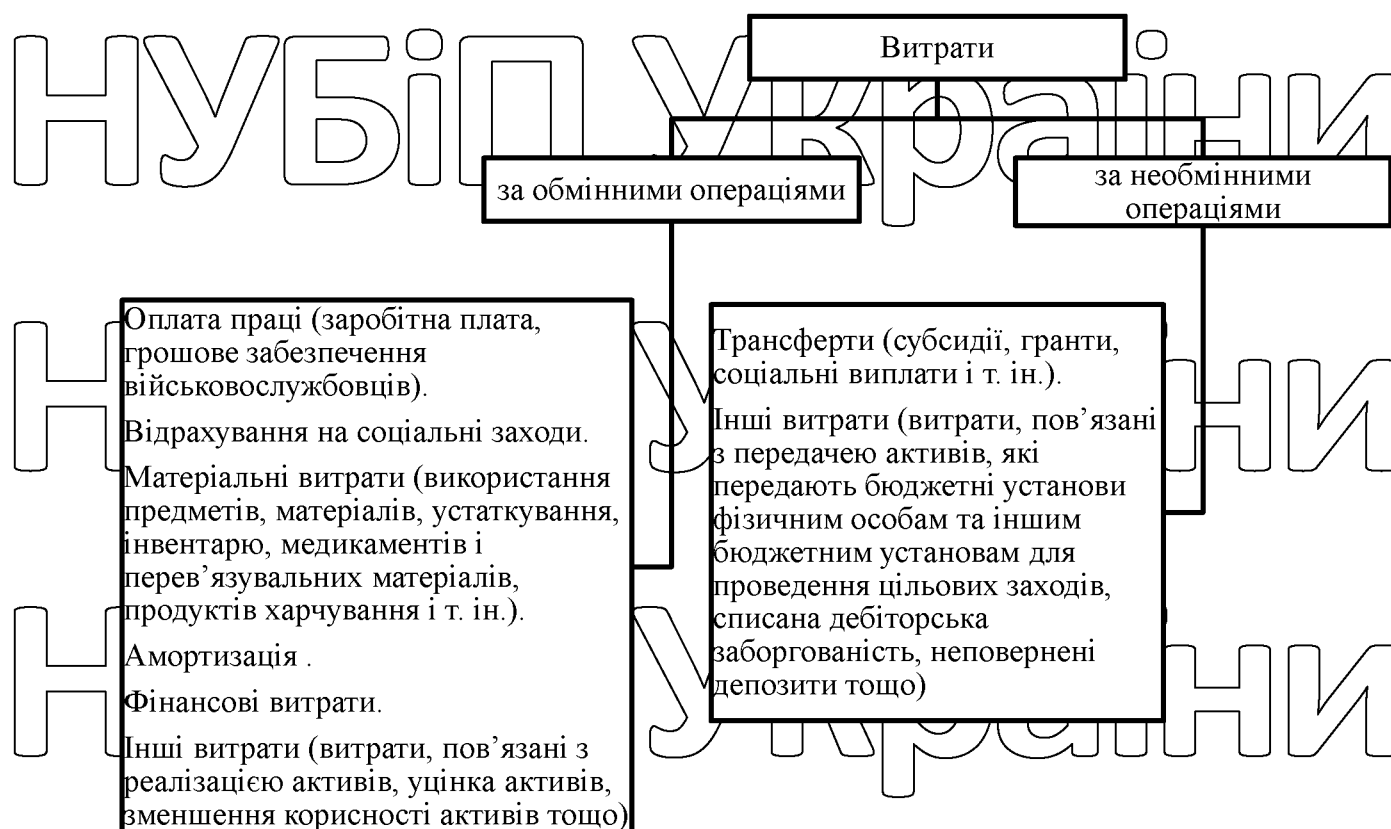 НУБіП України
Витрати
за обмінними операціями
за необмінними
операціями
Оплата праці (заробітна плата,
грошове забезпечення
військовослужбовців).
Відрахування на соціальні заходи.
Матеріальні витрати (використання
предметів, матеріалів, устаткування,
інвентарю, медикаментів і
перев’язувальних матеріалів,
продуктів харчування і т. ін.).
Амортизація .
Фінансові витрати.
Інші витрати (витрати, пов’язані з
реалізацією активів, уцінка активів,
зменшення корисності активів тощо)
Трансферти (субсидії, гранти,
соціальні виплати і т. ін.).
Інші витрати (витрати, пов’язані
з передачею активів, які
передають бюджетні установи
фізичним особам та іншим
бюджетним установам для
проведення цільових заходів,
списана дебіторська
заборгованість, неповернені
депозити тощо)